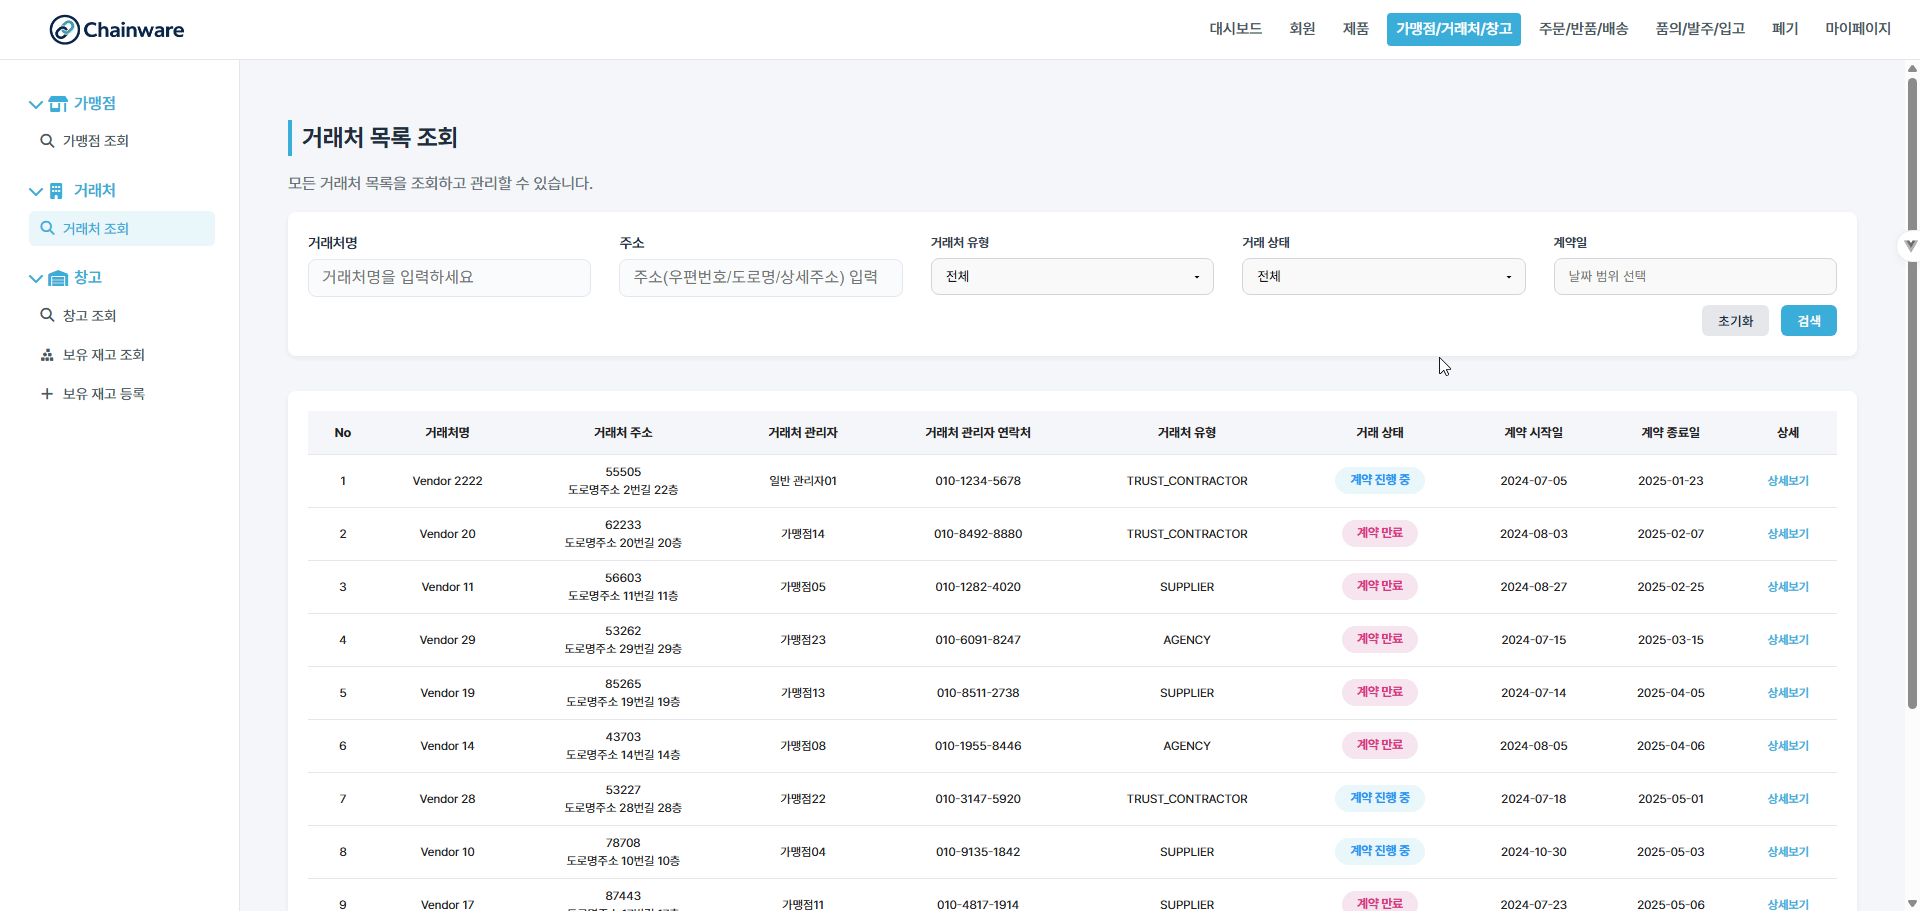 Chainware
대시보드 회원 제품 가맹점/거래처/창고 주문/반품/배송 품의/발주/입고 폐기 마이페이지
가맹점
가맹점 조회
거래처
거래처 조회
창고
창고 조회
보유 재고 조회
보유 재고 등록
거래처 목록 조회
모든 거래처 목록을 조회하고 관리할 수 있습니다.
거래처명 주소 거래처 유형 거래 상태 계약일
거래처명을 입력하세요 주소(우편번호/도로명/상세주소) 입력 전체 전체 날짜 범위 선택
초기화 검색
No 거래처명 거래처 주소 거래처 관리자 거래처 관리자 연락처 거래처 유형 거래 상태 계약 시작일 계약 종료일 상세
1 Vendor 2222 55505 도로명주소 2번길 22층 일반 관리자01 010-1234-5678 TRUST_CONTRACTOR 계약 진행 중 2024-07-05 2025-01-23 상세보기
2 Vendor 20 62233 도로명주소 20번길 20층 가맹점14 010-8492-8880 TRUST_CONTRACTOR 계약 만료 2024-08-03 2025-02-07 상세보기
3 Vendor 11 56603 도로명주소 11번길 11층 가맹점05 010-1282-4020 SUPPLIER 계약 만료 2024-08-27 2025-02-25 상세보기
4 Vendor 29 53262 도로명주소 29번길 29층 가맹점23 010-6091-8247 AGENCY 계약 만료 2024-07-15 2025-03-15 상세보기
5 Vendor 19 85265 도로명주소 19번길 19층 가맹점13 010-8511-2738 SUPPLIER 계약 만료 2024-07-14 2025-04-05 상세보기
6 Vendor 14 43703 도로명주소 14번길 14층 가맹점08 010-1955-8446 AGENCY 계약 만료 2024-08-05 2025-04-06 상세보기
7 Vendor 28 53227 도로명주소 28번길 28층 가맹점22 010-3147-5920 TRUST_CONTRACTOR 계약 진행 중 2024-07-18 2025-05-01 상세보기
8 Vendor 10 78708 도로명주소 10번길 10층 가맹점04 010-9135-1842 SUPPLIER 계약 진행 중 2024-10-30 2025-05-03 상세보기
9 Vendor 17 87443 가맹점11 010-4817-1914 SUPPLIER 계약 만료 2024-07-23 2025-05-06 상세보기